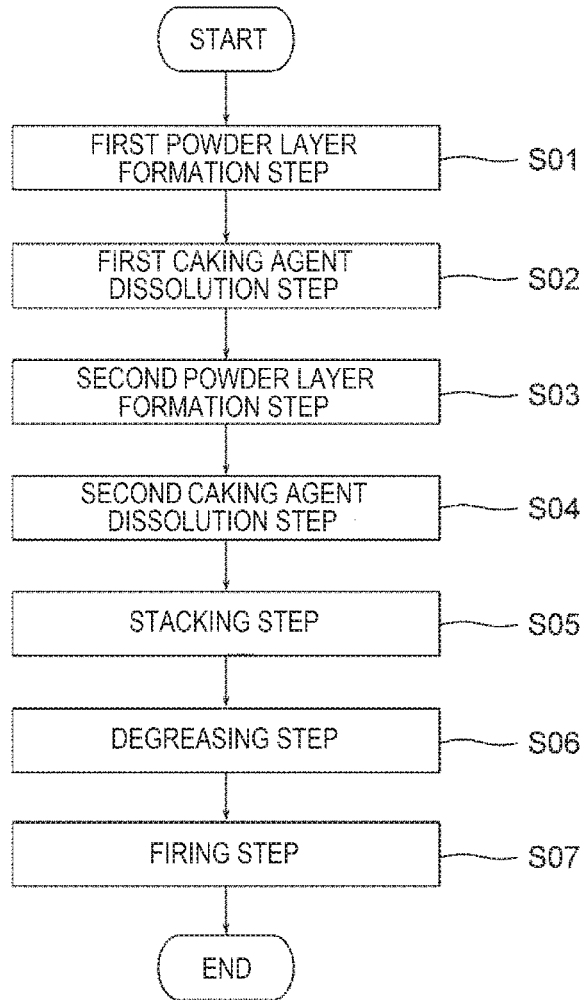 START
FIRST POWDER LAYER
FORMATION STEP
S01
FIRST CAKING AGENT
DISSOLUTION STEP
S02
SECOND POWDER LAYER
FORMATION STEP
S03
SECOND CAKING AGENT
DISSOLUTION STEP
S04
STACKING STEP
S05
DEGREASING STEP
S06
FIRING STEP
S07
END